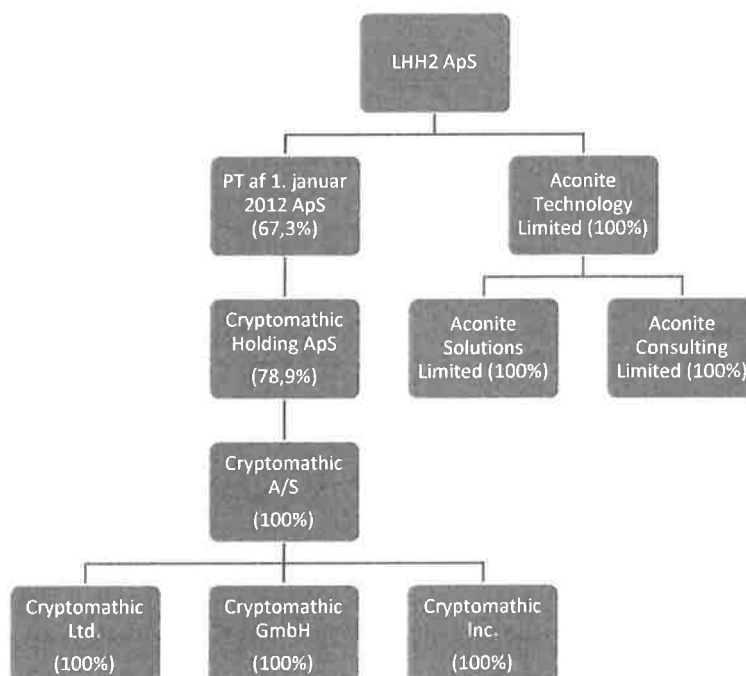 LHH2 ApS
PT af 1. januar
2012 ApS
(67,3%)
Aconite
Technology
Limited (100%)
Cryptomathic
Holding ApS
(78,9%)
Aconite
Solutions
Limited (100%)
Aconite
Consulting
Limited (100%)
Cryptomathic
A/S
(100%)
Cryptomathic
Ltd.
(100%)
Cryptomathic
GmbH
(100%)
Cryptomathic
Inc.
(100%)